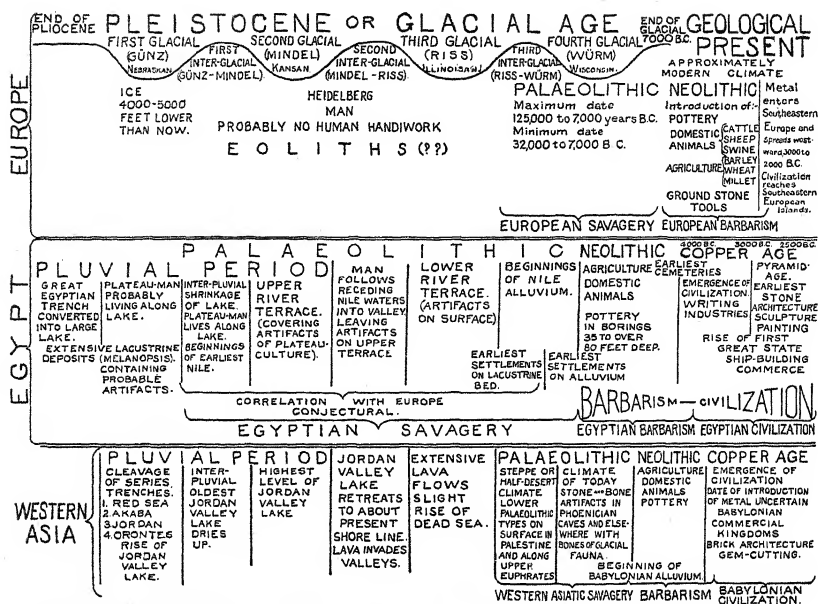 END OF
PLIOCENE
PLEISTOCENE OR GLACIAL AGE
END OF
GLACIAL
7000 B.C.
GEOLOGICAL
PRESENT
FIRST GLACIAL
(GÜNZ)
NEBRASKAN
FIRST
INTER-GLACIAL
(GÜNZ-MINDEL)
SECOND GLACIAL
(MINDEL)
KANSAN
SECOND
INTER-GLACIAL
(MINDEL-RISS)
THIRD GLACIAL
(RISS)
THIRD
INTER-GLACIAL
(RISS-WÜRM)
FOURTH GLACIAL
(WÜRM)
WISCONSIN
APPROXIMATELY
MODERN CLIMATE
EUROPE
ICE
4000-5000
FEET LOWER
THAN NOW.
HEIDELBERG
MAN
PROBABLY NO HUMAN HANDIWORK
EOLITHS (??)
PALAEOLITHIC
Maximum date
125,000 to 7,000 years B.C.
Minimum date
32,000 to 7,000 B.C.
NEOLITHIC
Introduction of:-
POTTERY
DOMESTIC
ANIMALS
CATTLE
SHEEP
SWINE
AGRICULTURE
BARLEY
WHEAT
MILLET
GROUND STONE
TOOLS
Metal
enters
Southeastern
Europe and
spreads west-
ward, 3000 to
2000 B.C.
Civilization
reaches
Southeastern
European
Islands.
EUROPEAN SAVAGERY
EUROPEAN BARBARISM
EGYPT
PALAEOLITHIC
NEOLITHIC
4000 B.C.
3000 B.C.
2500 B.C.
COPPER AGE
PLUVIAL PERIOD
GREAT
EGYPTIAN
TRENCH
CONVERTED
INTO LARGE
LAKE.
PLATEAU-MAN
PROBABLY
LIVING ALONG
LAKE.
EXTENSIVE LACUSTRINE
DEPOSITS (MELANOPSIS).
CONTAINING
PROBABLE
ARTIFACTS.
INTER-PLUVIAL
SHRINKAGE
OF LAKE.
PLATEAU-MAN
LIVES ALONG
LAKE.
BEGINNINGS
OF EARLIEST
NILE.
UPPER
RIVER
TERRACE.
(COVERING
ARTIFACTS
OF PLATEAU-
CULTURE).
MAN
FOLLOWS
RECEDING
NILE WATERS
INTO VALLEY,
LEAVING
ARTIFACTS
ON UPPER
TERRACE
LOWER
RIVER
TERRACE.
(ARTIFACTS
ON SURFACE)
BEGINNINGS
OF NILE
ALLUVIUM.
EARLIEST
SETTLEMENTS
ON LACUSTRINE
BED.
EARLIEST
SETTLEMENTS
ON ALLUVIUM
AGRICULTURE
DOMESTIC
ANIMALS
POTTERY
IN BORINGS
35 TO OVER
80 FEET DEEP.
EARLIEST
CEMETERIES
EMERGENCE OF
CIVILIZATION.
WRITING
INDUSTRIES
PYRAMID-
AGE.
EARLIEST
STONE
ARCHITECTURE
SCULPTURE
PAINTING
RISE OF FIRST
GREAT STATE
SHIP-BUILDING
COMMERCE
CORRELATION WITH EUROPE
CONJECTURAL.
EGYPTIAN SAVAGERY
BARBARISM — CIVILIZATION
EGYPTIAN BARBARISM
EGYPTIAN CIVILIZATION
WESTERN
ASIA
PLUVIAL PERIOD
CLEAVAGE
OF SERIES.
TRENCHES.
1. RED SEA
2. AKABA
3. JORDAN
4. ORONTES
RISE OF
JORDAN
VALLEY
LAKE.
INTER-
PLUVIAL
OLDEST
JORDAN
VALLEY
LAKE
DRIES
UP.
HIGHEST
LEVEL OF
JORDAN
VALLEY
LAKE
JORDAN
VALLEY
LAKE
RETREATS
TO ABOUT
PRESENT
SHORE LINE.
LAVA INVADES
VALLEYS.
EXTENSIVE
LAVA
FLOWS
SLIGHT
RISE OF
DEAD SEA.
PALAEOLITHIC
NEOLITHIC
COPPER AGE
STEPPE OR
HALF-DESERT
CLIMATE
LOWER
PALAEOLITHIC
TYPES ON
SURFACE IN
PALESTINE
AND ALONG
UPPER
EUPHRATES
CLIMATE
OF TODAY
STONE AND BONE
ARTIFACTS IN
PHOENICIAN
CAVES AND ELSE-
WHERE WITH
BONES OF GLACIAL
FAUNA.
AGRICULTURE
DOMESTIC
ANIMALS
POTTERY
BEGINNING OF
BABYLONIAN ALLUVIUM.
EMERGENCE OF
CIVILIZATION
DATE OF INTRODUCTION
OF METAL UNCERTAIN
BABYLONIAN
COMMERCIAL
KINGDOMS
BRICK ARCHITECTURE
GEM-CUTTING.
WESTERN ASIATIC SAVAGERY
BARBARISM
BABYLONIAN
CIVILIZATION.